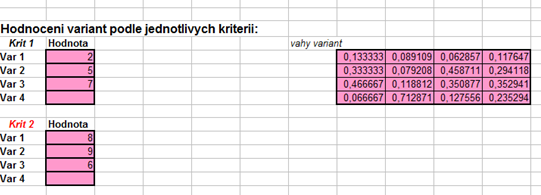 Hodnoceni variant podle jednotlivych kriterii:
Krit 1 Hodnota vahy variant
Var 1 2 0,133333 0,089109 0,062857 0,117647
Var 2 5 0,333333 0,079208 0,458711 0,294118
Var 3 7 0,466667 0,118812 0,350877 0,352941
Var 4 0,066667 0,712871 0,127556 0,235294
Krit 2 Hodnota
Var 1 8
Var 2 9
Var 3 6
Var 4